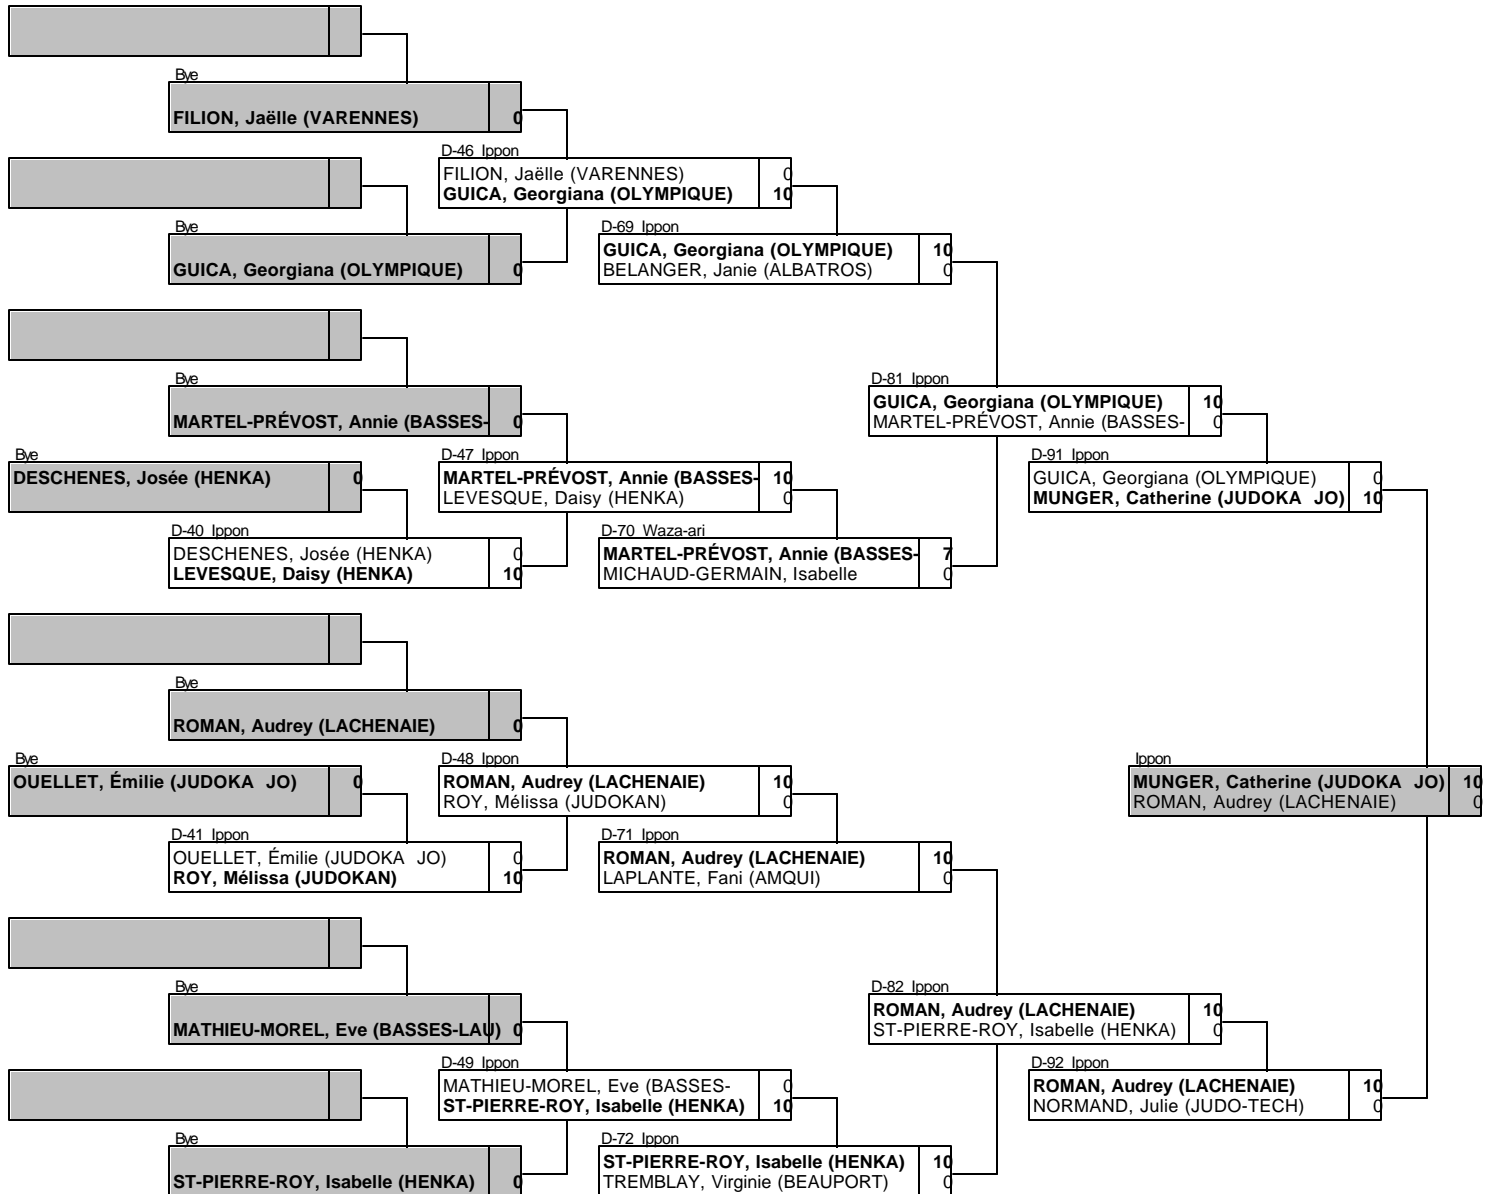 Bye
FILION, Jaëlle (VARENNES) 0
D-46 Ippon
FILION, Jaëlle (VARENNES) 0
GUICA, Georgiana (OLYMPIQUE) 10
Bye
GUICA, Georgiana (OLYMPIQUE) 0
D-69 Ippon
GUICA, Georgiana (OLYMPIQUE) 10
BELANGER, Janie (ALBATROS) 0
Bye
MARTEL-PRÉVOST, Annie (BASSES- 0
D-81 Ippon
GUICA, Georgiana (OLYMPIQUE) 10
MARTEL-PRÉVOST, Annie (BASSES- 0
Bye
DESCHENES, Josée (HENKA) 0
D-47 Ippon
MARTEL-PRÉVOST, Annie (BASSES- 10
LEVESQUE, Daisy (HENKA) 0
D-91 Ippon
GUICA, Georgiana (OLYMPIQUE) 0
MUNGER, Catherine (JUDOKA JO) 10
D-40 Ippon
DESCHENES, Josée (HENKA) 0
LEVESQUE, Daisy (HENKA) 10
D-70 Waza-ari
MARTEL-PRÉVOST, Annie (BASSES- 7
MICHAUD-GERMAIN, Isabelle 0
Bye
ROMAN, Audrey (LACHENAIE) 0
Bye
OUELLET, Émilie (JUDOKA JO) 0
D-48 Ippon
ROMAN, Audrey (LACHENAIE) 10
ROY, Mélissa (JUDOKAN) 0
Ippon
MUNGER, Catherine (JUDOKA JO) 10
ROMAN, Audrey (LACHENAIE) 0
D-41 Ippon
OUELLET, Émilie (JUDOKA JO) 0
ROY, Mélissa (JUDOKAN) 10
D-71 Ippon
ROMAN, Audrey (LACHENAIE) 10
LAPLANTE, Fani (AMQUI) 0
Bye
MATHIEU-MOREL, Eve (BASSES-LAU) 0
D-82 Ippon
ROMAN, Audrey (LACHENAIE) 10
ST-PIERRE-ROY, Isabelle (HENKA) 0
D-49 Ippon
MATHIEU-MOREL, Eve (BASSES- 0
ST-PIERRE-ROY, Isabelle (HENKA) 10
D-92 Ippon
ROMAN, Audrey (LACHENAIE) 10
NORMAND, Julie (JUDO-TECH) 0
Bye
ST-PIERRE-ROY, Isabelle (HENKA) 0
D-72 Ippon
ST-PIERRE-ROY, Isabelle (HENKA) 10
TREMBLAY, Virginie (BEAUPORT) 0